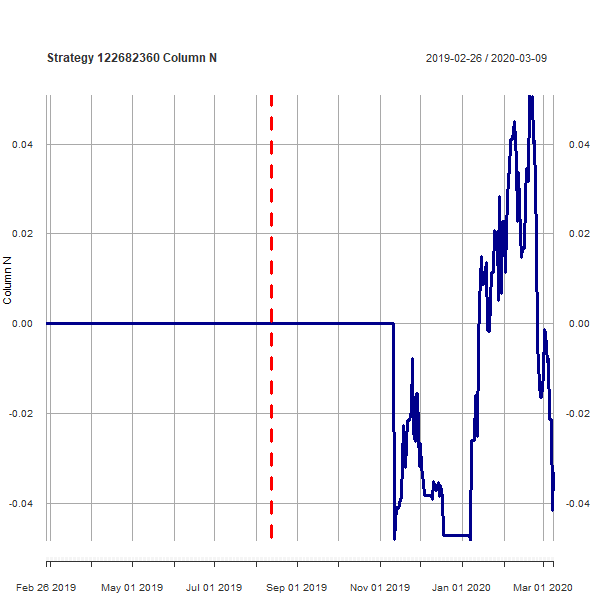 Strategy 122682360 Column N 2019-02-26 / 2020-03-09
0.04 0.04
0.02 0.02
Column N
0.00 0.00
-0.02 -0.02
-0.04 -0.04
Feb 26 2019 May 01 2019 Jul 01 2019 Sep 01 2019 Nov 01 2019 Jan 01 2020 Mar 01 2020